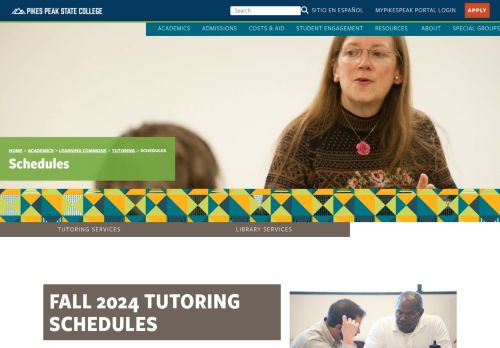 PIKES PEAK STATE COLLEGE
Search
SITIO EN ESPAÑOL
MYPIKESPEAK PORTAL LOGIN
APPLY
ACADEMICS ADMISSIONS COSTS & AID STUDENT ENGAGEMENT RESOURCES ABOUT SPECIAL GROUPS
HOME > ACADEMICS > LEARNING COMMONS > TUTORING > SCHEDULES
Schedules
TUTORING SERVICES
LIBRARY SERVICES
FALL 2024 TUTORING
SCHEDULES